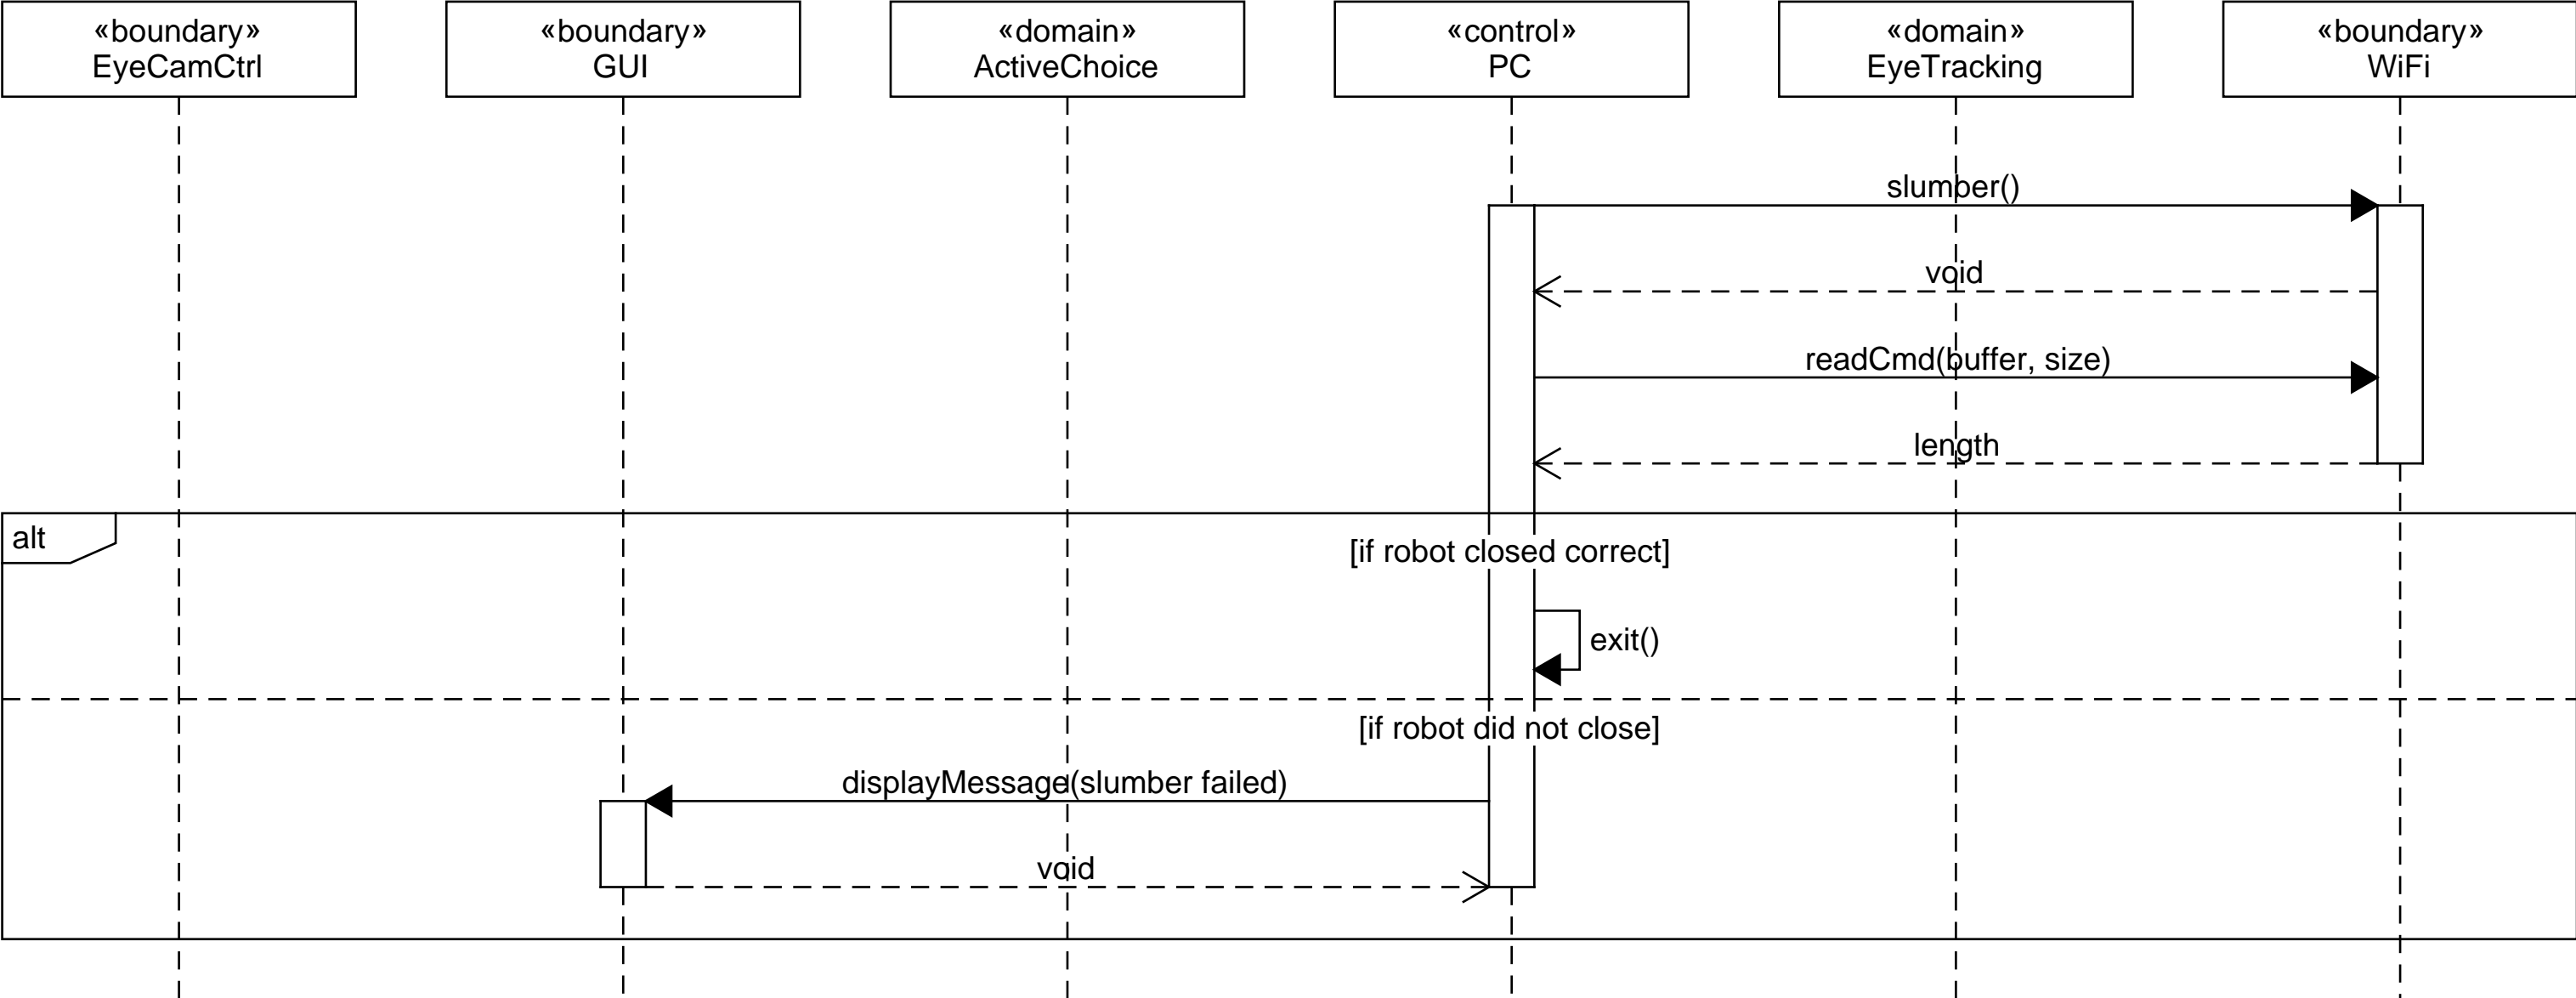 «boundary»
EyeCamCtrl
«boundary»
GUI
«domain»
ActiveChoice
«control»
PC
«domain»
EyeTracking
«boundary»
WiFi
slumber()
void
readCmd(buffer, size)
length
alt
[if robot closed correct]
exit()
[if robot did not close]
displayMessage(slumber failed)
void